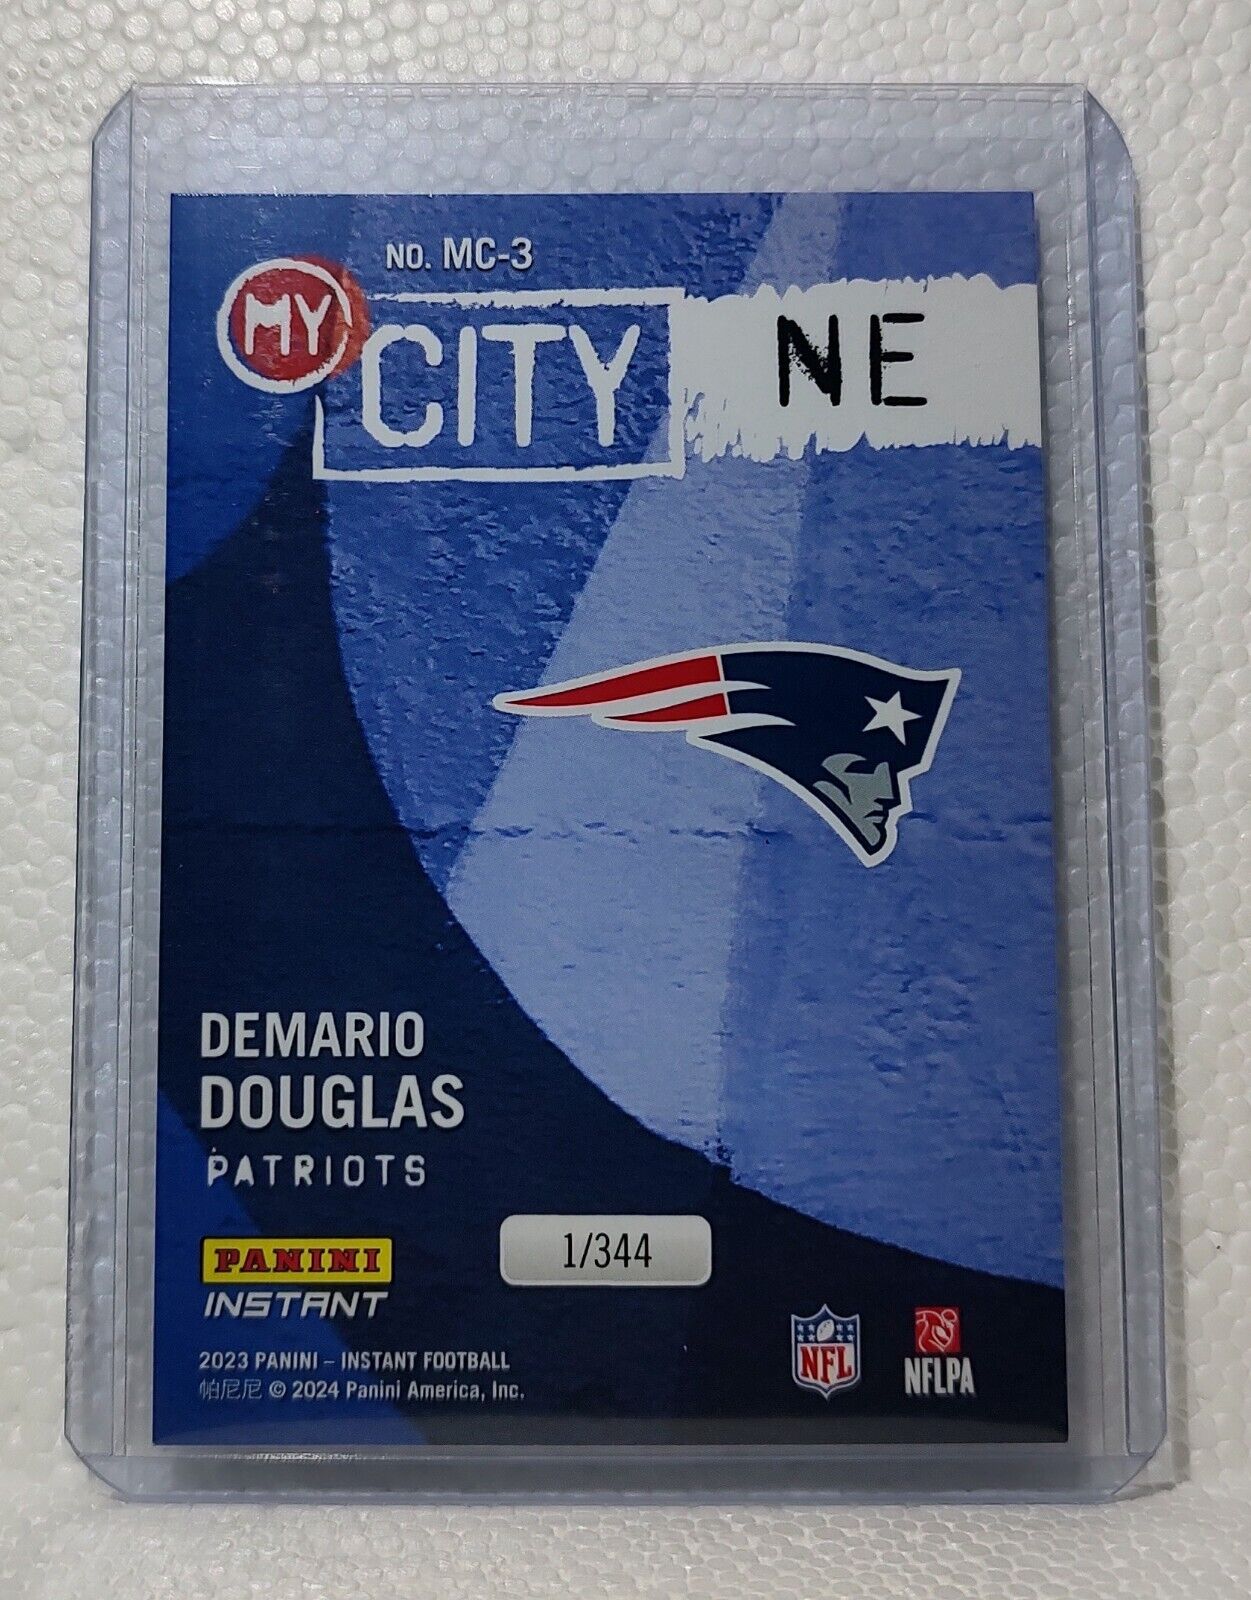 NO. MC-3
MY CITY NE
DEMARIO
DOUGLAS
PATRIOTS
PANINI
INSTANT
1/344
2023 PANINI – INSTANT FOOTBALL
帕尼尼 © 2024 Panini America, Inc.
NFL
NFLPA